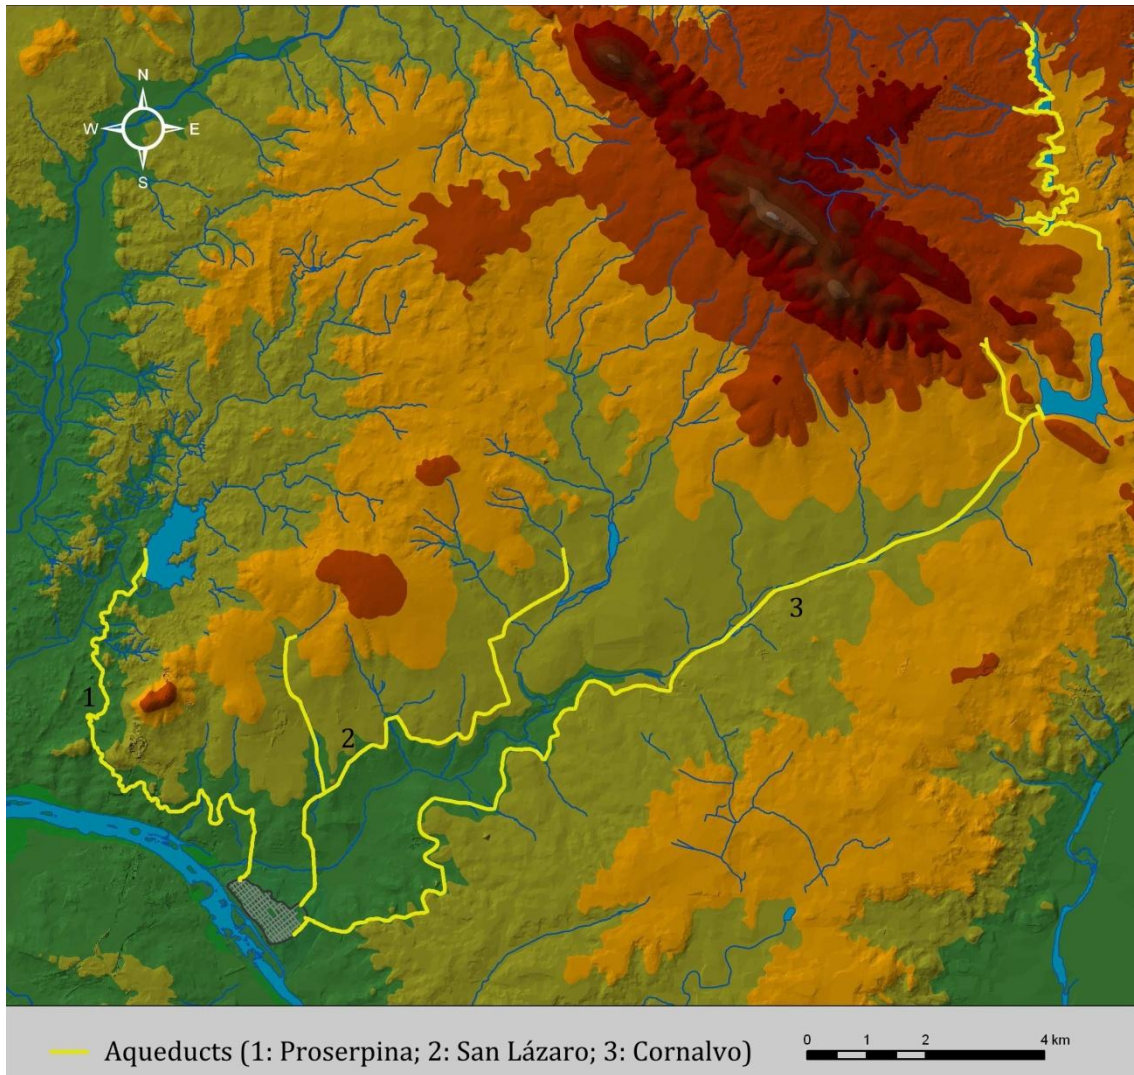 N
W E
S
3
1
2
Aqueducts (1: Proserpina; 2: San Lázaro; 3: Cornalvo)
0 1 2 4 km